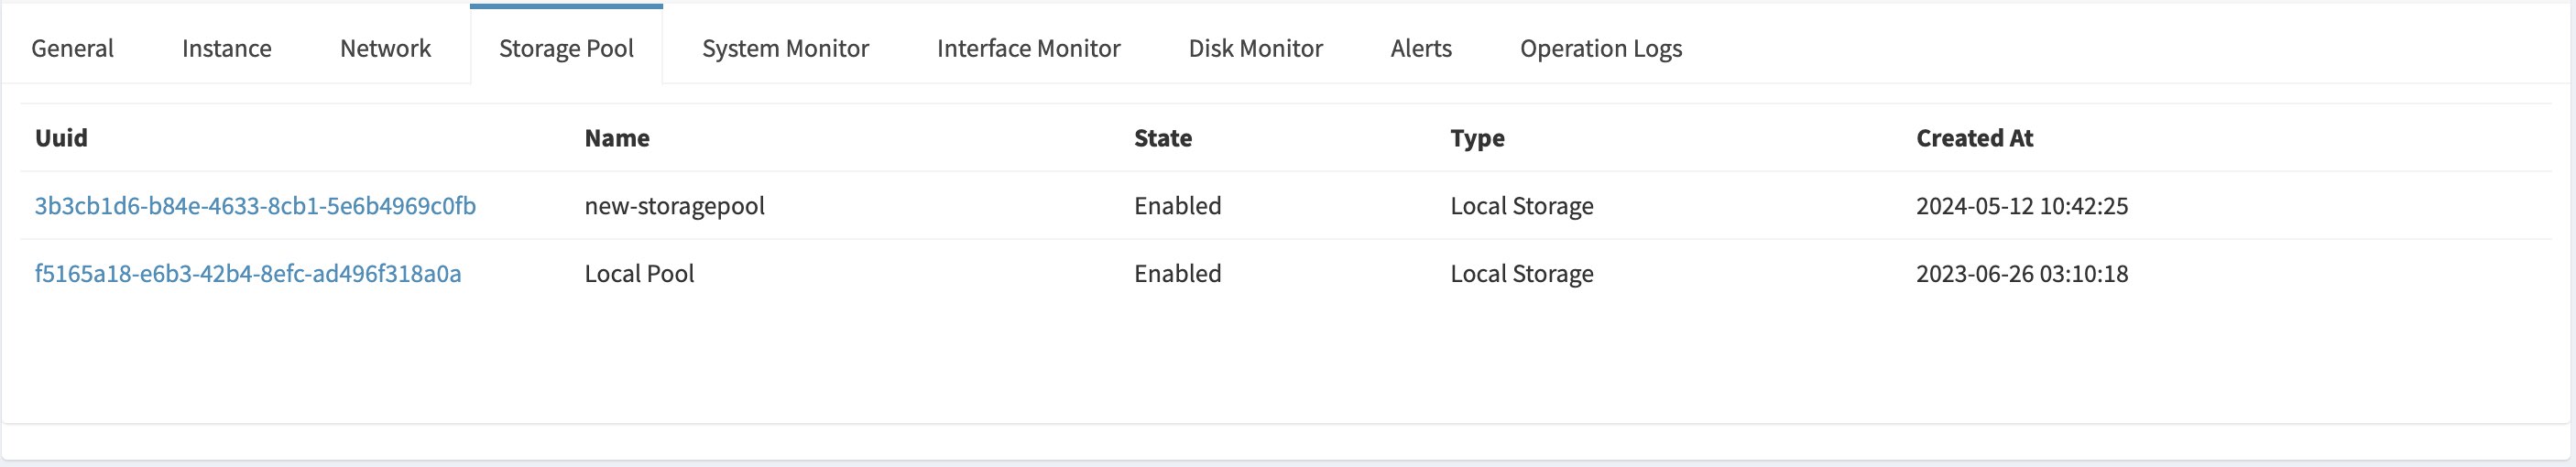 General Instance Network Storage Pool System Monitor Interface Monitor Disk Monitor Alerts Operation Logs
Uuid Name State Type Created At
3b3cb1d6-b84e-4633-8cb1-5e6b4969c0fb new-storagepool Enabled Local Storage 2024-05-12 10:42:25
f5165a18-e6b3-42b4-8efc-ad496f318a0a Local Pool Enabled Local Storage 2023-06-26 03:10:18